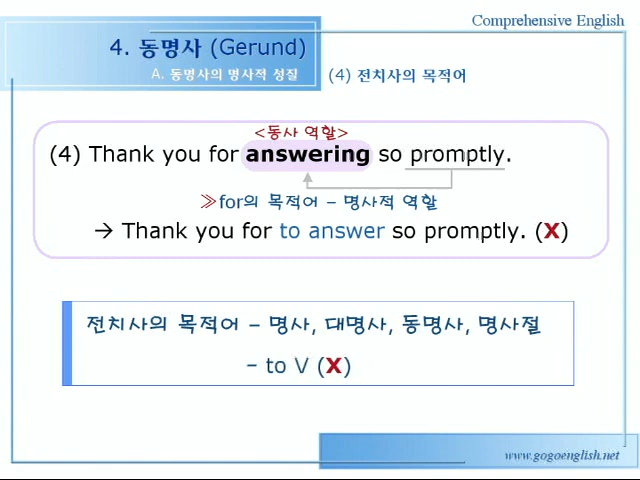 Comprehensive English
4. 동명사 (Gerund)
A. 동명사의 명사적 성질
(4) 전치사의 목적어
<동사 역할>
(4) Thank you for answering so promptly.
≫for의 목적어 – 명사적 역할
→ Thank you for to answer so promptly. (X)
전치사의 목적어 – 명사, 대명사, 동명사, 명사절
– to V (X)
www.gogoenglish.net